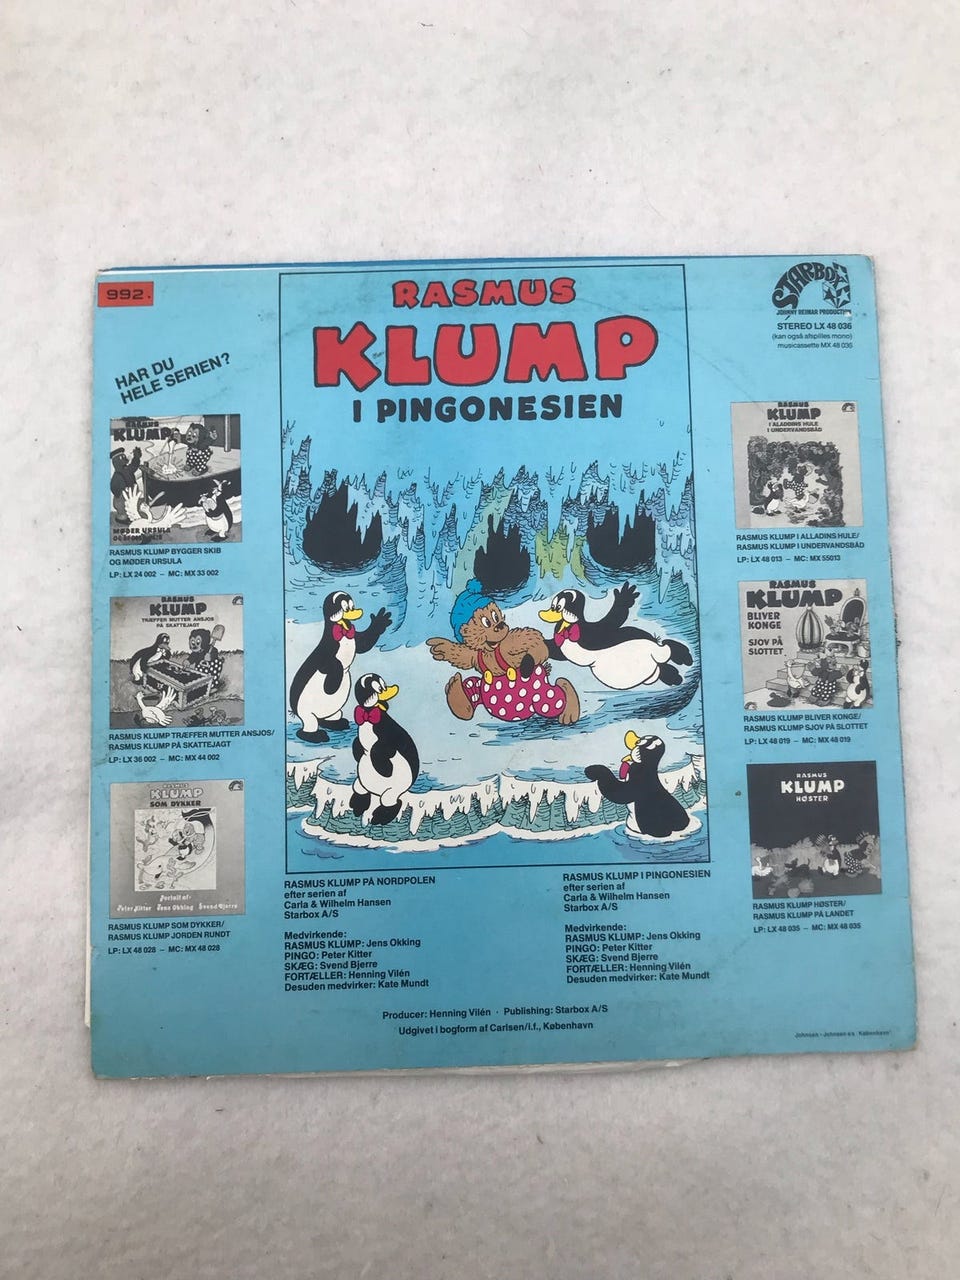 992.
RASMUS
KLUMP
I PINGONESIEN
STARBOX
JOHNNY REIMAR PRODUCTION
STEREO LX 48 036
(kan også afspilles mono)
musicassette MX 48 036
HAR DU
HELE SERIEN?
RASMUS
KLUMP
MØDER URSULA
RASMUS KLUMP BYGGER SKIB
OG MØDER URSULA
LP: LX 24 002 – MC: MX 33 002
RASMUS
KLUMP
TRÆFFER MUTTER ANSJOS
PÅ SKATTEJAGT
RASMUS KLUMP TRÆFFER MUTTER ANSJOS/
RASMUS KLUMP PÅ SKATTEJAGT
LP: LX 36 002 – MC: MX 44 002
RASMUS
KLUMP
SOM DYKKER
Fortalt af:
Peter Kitter Jens Okking Svend Bjerre
RASMUS KLUMP SOM DYKKER/
RASMUS KLUMP JORDEN RUNDT
LP: LX 48 028 – MC: MX 48 028
RASMUS
KLUMP
I ALADDINS HULE
I UNDERVANDSBÅD
RASMUS KLUMP I ALLADINS HULE/
RASMUS KLUMP I UNDERVANDSBÅD
LP: LX 48 013 – MC: MX 55013
RASMUS
KLUMP
BLIVER
KONGE
SJOV PÅ
SLOTTET
RASMUS KLUMP BLIVER KONGE/
RASMUS KLUMP SJOV PÅ SLOTTET
LP: LX 48 019 – MC: MX 48 019
RASMUS
KLUMP
HØSTER
RASMUS KLUMP HØSTER/
RASMUS KLUMP PÅ LANDET
LP: LX 48 035 – MC: MX 48 035
RASMUS KLUMP PÅ NORDPOLEN
efter serien af
Carla & Wilhelm Hansen
Starbox A/S
Medvirkende:
RASMUS KLUMP: Jens Okking
PINGO: Peter Kitter
SKÆG: Svend Bjerre
FORTÆLLER: Henning Vilén
Desuden medvirker: Kate Mundt
RASMUS KLUMP I PINGONESIEN
efter serien af
Carla & Wilhelm Hansen
Starbox A/S
Medvirkende:
RASMUS KLUMP: Jens Okking
PINGO: Peter Kitter
SKÆG: Svend Bjerre
FORTÆLLER: Henning Vilén
Desuden medvirker: Kate Mundt
Producer: Henning Vilén · Publishing: Starbox A/S
Udgivet i bogform af Carlsen/i.f., København
Johnsen + Johnsen a/s København